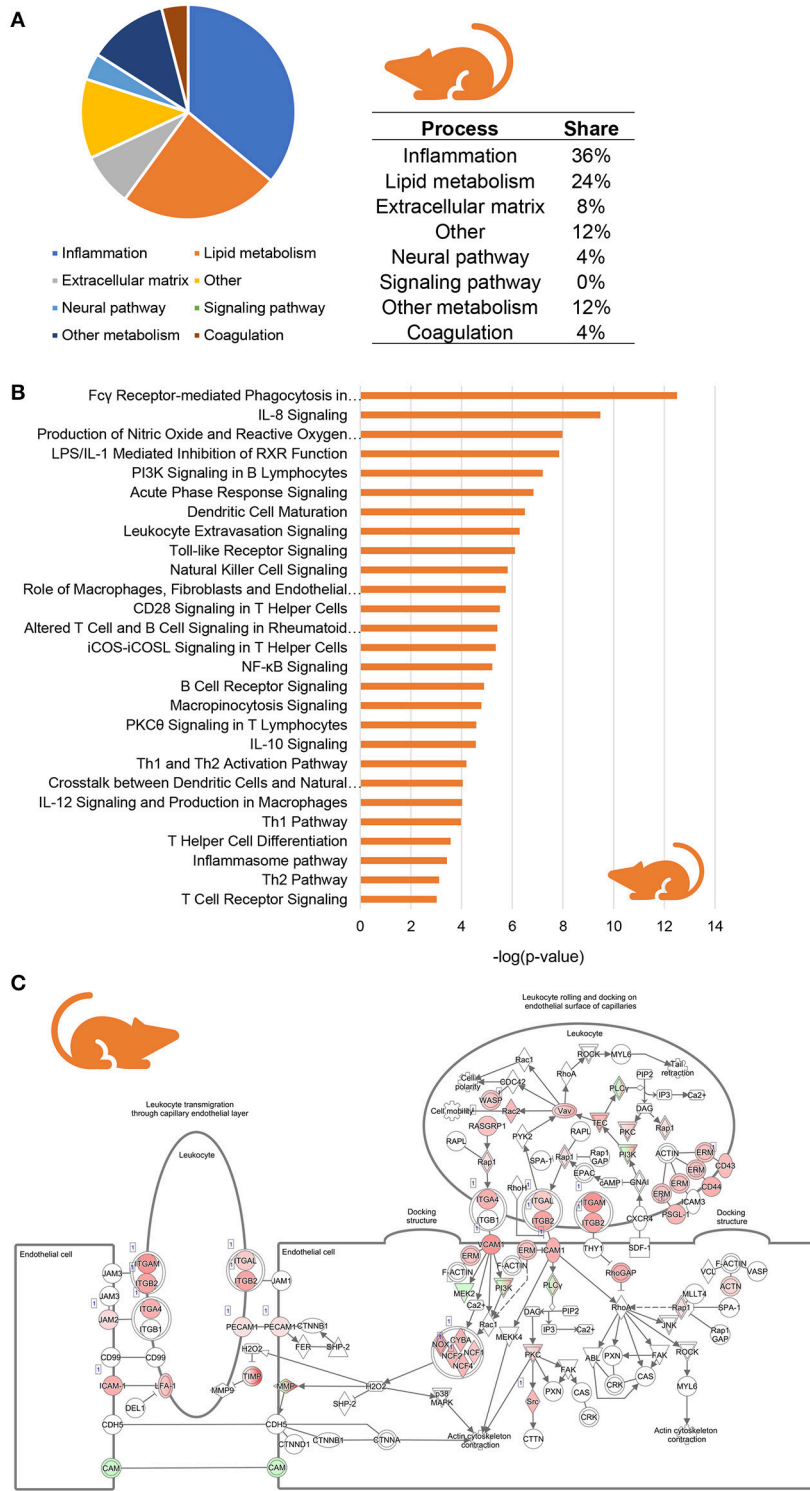 A
Process Share
Inflammation 36%
Lipid metabolism 24%
Extracellular matrix 8%
Other 12%
Neural pathway 4%
Signaling pathway 0%
Other metabolism 12%
Coagulation 4%
Inflammation Lipid metabolism
Extracellular matrix Other
Neural pathway Signaling pathway
Other metabolism Coagulation
B
Fcγ Receptor-mediated Phagocytosis in…
IL-8 Signaling
Production of Nitric Oxide and Reactive Oxygen…
LPS/IL-1 Mediated Inhibition of RXR Function
PI3K Signaling in B Lymphocytes
Acute Phase Response Signaling
Dendritic Cell Maturation
Leukocyte Extravasation Signaling
Toll-like Receptor Signaling
Natural Killer Cell Signaling
Role of Macrophages, Fibroblasts and Endothelial…
CD28 Signaling in T Helper Cells
Altered T Cell and B Cell Signaling in Rheumatoid…
iCOS-iCOSL Signaling in T Helper Cells
NF-κB Signaling
B Cell Receptor Signaling
Macropinocytosis Signaling
PKCθ Signaling in T Lymphocytes
IL-10 Signaling
Th1 and Th2 Activation Pathway
Crosstalk between Dendritic Cells and Natural…
IL-12 Signaling and Production in Macrophages
Th1 Pathway
T Helper Cell Differentiation
Inflammasome pathway
Th2 Pathway
T Cell Receptor Signaling
0 2 4 6 8 10 12 14
-log(p-value)
C
Leukocyte rolling and docking on
endothelial surface of capillaries
Leukocyte
ROCK MYL6
Rac1 RhoA
Tail
retraction
Cell
polarity
CDC42 PLCγ PIP2
IP3 Ca2+
WASP
DAG
Cell mobility Rac2 Vav
TEC PKC Rap1
RASGRP1
PYK2 RAPL
RAPL
PI3K
ACTIN ERM
SPA-1 Rap1 Rap1
GAP
ERM CD43
Rap1
EPAC cAMP GNAI
ERM CD44
RhoH
ERM ICAM3
ITGA4 ITGAL ITGAM
PSGL-1
ITGB1 ITGB2 ITGB2
CXCR4
Docking
structure
Docking
structure
VCAM1 ERM ICAM1 THY1 SDF-1
Leukocyte transmigration
through capillary endothelial layer
Leukocyte
Endothelial cell
Endothelial cell
ITGAM ITGAL
JAM3 ITGB2 ITGB2 JAM1
JAM3
ITGA4
JAM2
ITGB1
PECAM1 PECAM1 CTNNB1
FER SHP-2
CD99 CD99
H2O2
TIMP
ICAM-1 LFA-1
MMP9 MMP
DEL1
CDH5 CDH5
CTNND1 CTNNB1 CTNNA
CAM CAM
ERM
F-ACTIN F-ACTIN
MEK2 PI3K PLCγ
Ca2+
Rac1
MEKK4
DAG PIP2
IP3 Ca2+
NOX CYBA
NCF1
NCF2
NCF4
H2O2
SHP-2
p38
MAPK
PKC
FAK
PXN CAS
CRK
Src
CTTN
Actin cytoskeleton
contraction
RhoGAP
RhoA
JNK
ABL PXN FAK ROCK
CRK CAS
MYL6
Actin cytoskeleton
contraction
F-ACTIN
VCL VASP
ACTN
MLLT4
Rap1 SPA-1
Rap1
GAP